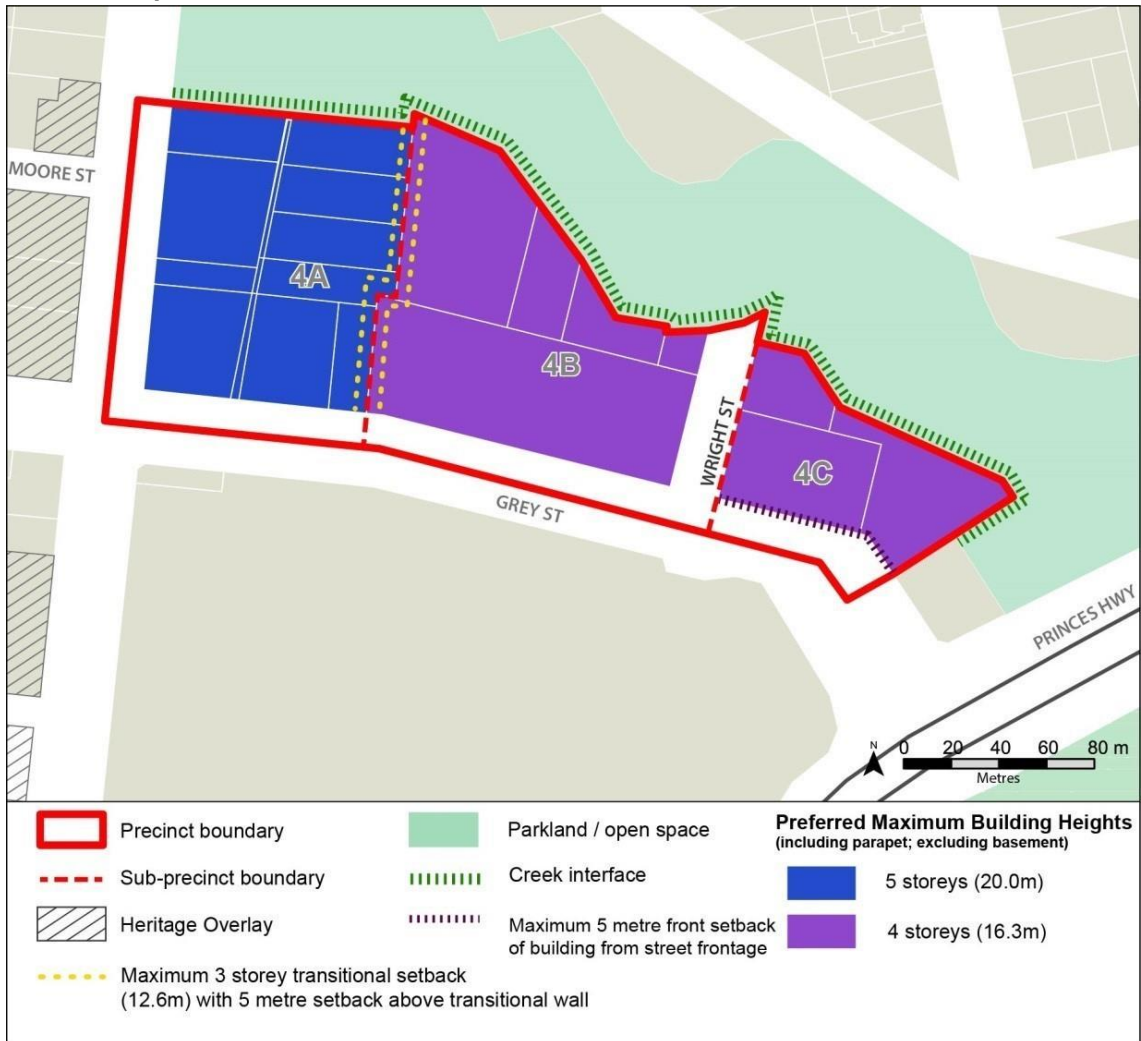 MOORE ST
4A
4B
WRIGHT ST
4C
GREY ST
PRINCES HWY
N
0 20 40 60 80 m
Metres
Precinct boundary
Sub-precinct boundary
Heritage Overlay
Maximum 3 storey transitional setback
(12.6m) with 5 metre setback above transitional wall
Parkland / open space
Creek interface
Maximum 5 metre front setback
of building from street frontage
Preferred Maximum Building Heights
(including parapet; excluding basement)
5 storeys (20.0m)
4 storeys (16.3m)